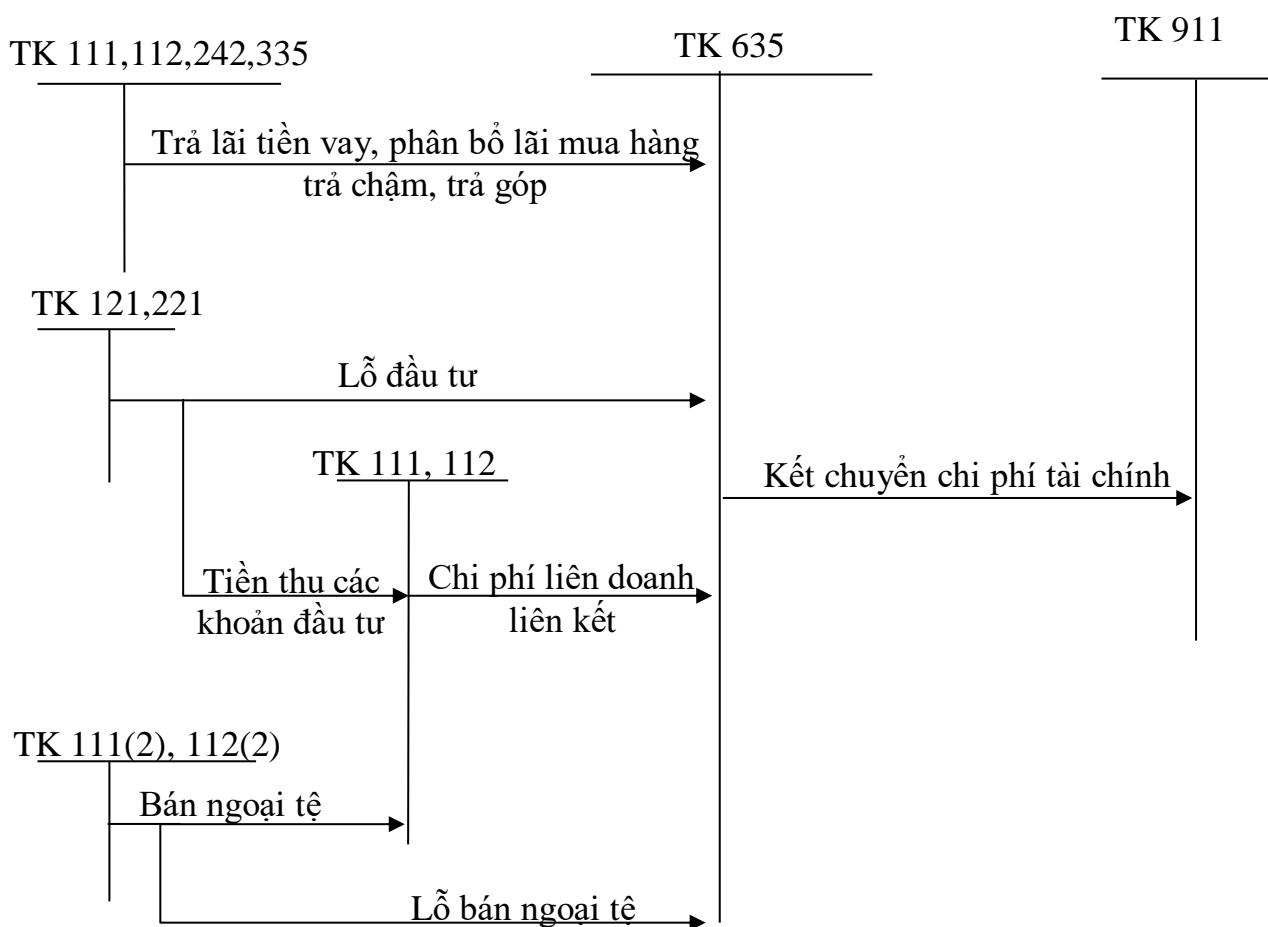 TK 111,112,242,335
TK 635
TK 911
Trả lãi tiền vay, phân bổ lãi mua hàng
trả chậm, trả góp
TK 121,221
Lỗ đầu tư
TK 111, 112
Kết chuyển chi phí tài chính
Tiền thu các
khoản đầu tư
Chi phí liên doanh
liên kết
TK 111(2), 112(2)
Bán ngoại tệ
Lỗ bán ngoại tệ